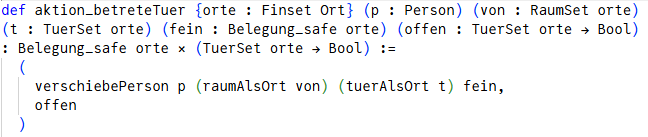 def aktion_betreteTuer {orte : Finset Ort} (p : Person) (von : RaumSet orte)
(t : TuerSet orte) (fein : Belegung_safe orte) (offen : TuerSet orte → Bool)
: Belegung_safe orte × (TuerSet orte → Bool) :=
(
verschiebePerson p (raumAlsOrt von) (tuerAlsOrt t) fein,
offen
)